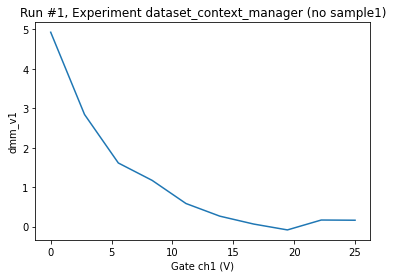 Run #1, Experiment dataset_context_manager (no sample1)
5
4
3
2
1
0
dmm_v1
0 5 10 15 20 25
Gate ch1 (V)